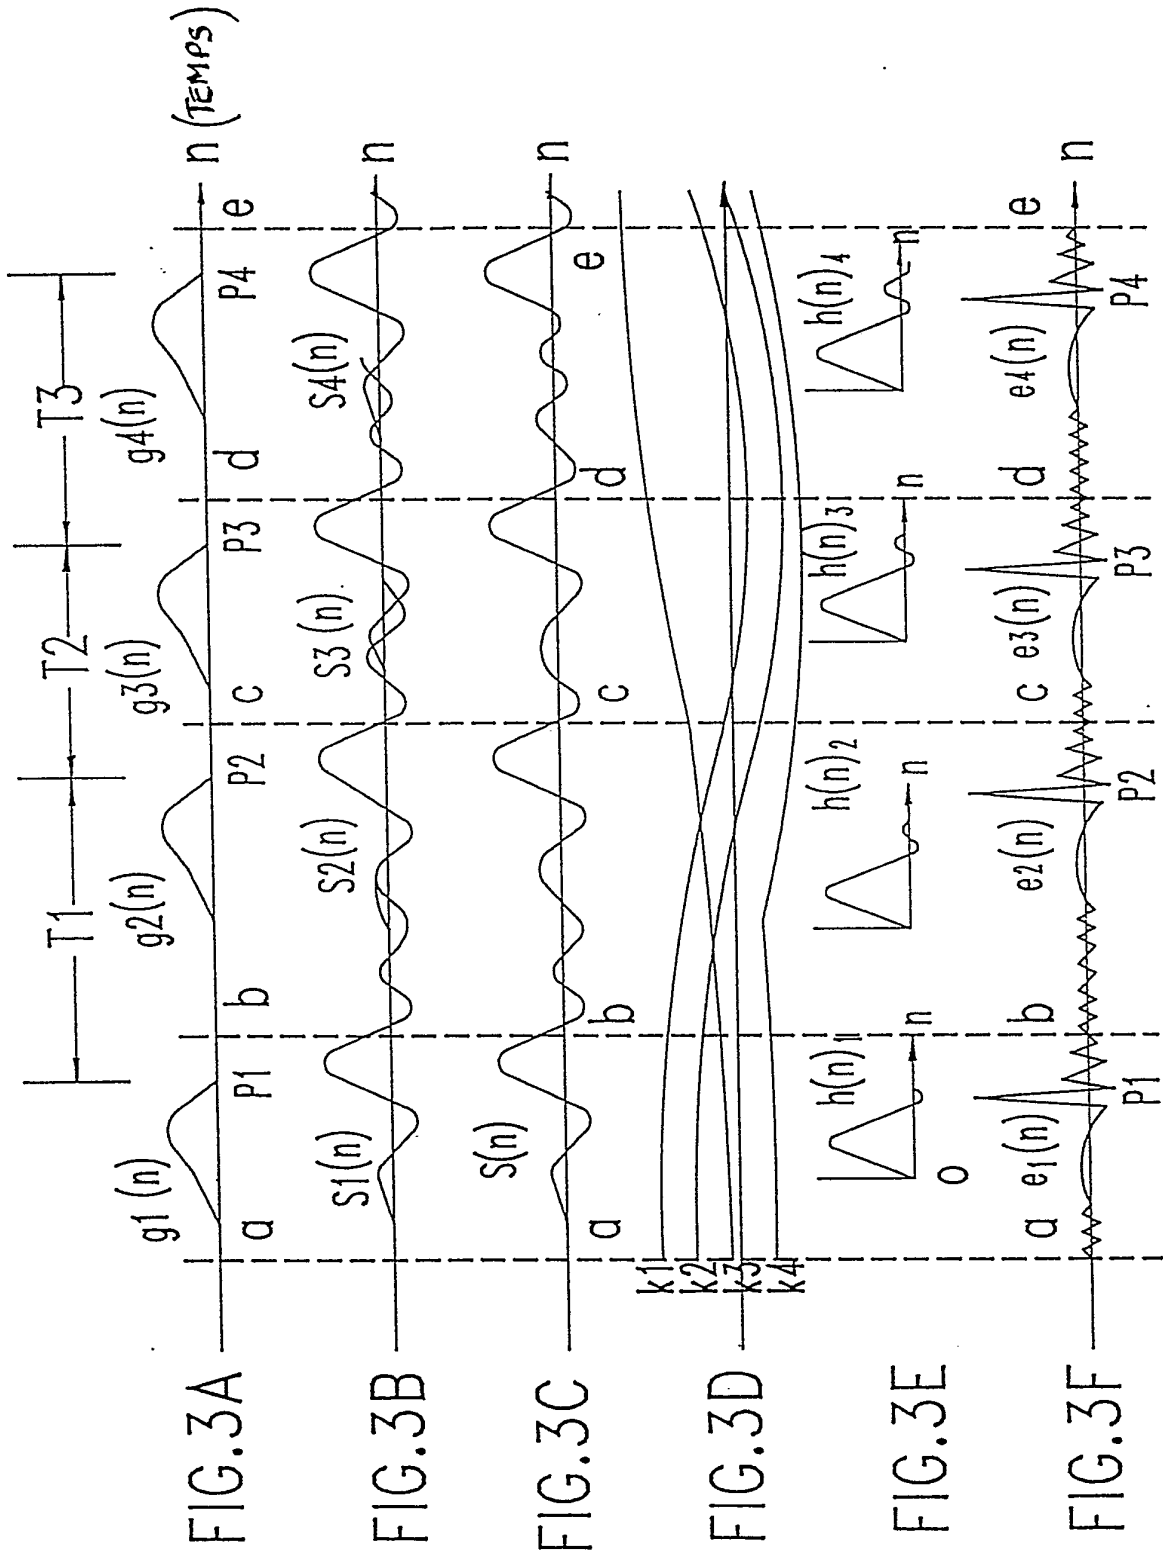 T1 T2 T3
g1(n) g2(n) g3(n) g4(n) n (TEMPS)
FIG.3A a P1 b P2 c P3 d P4 e
S1(n) S2(n) S3(n) S4(n) n
FIG.3B
S(n) n
FIG.3C a b c d e
k1
k2
k3
k4
FIG.3D
h(n)1 h(n)2 h(n)3 h(n)4
n n n n
FIG.3E O
a e1(n) b e2(n) c e3(n) d e4(n) e n
FIG.3F
P1 P2 P3 P4